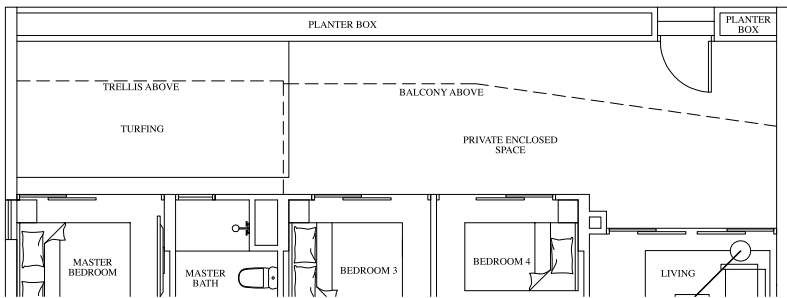 PLANTER BOX
PLANTER
BOX
TRELLIS ABOVE
BALCONY ABOVE
TURFING
PRIVATE ENCLOSED
SPACE
MASTER
BEDROOM
MASTER
BATH
BEDROOM 3
BEDROOM 4
LIVING